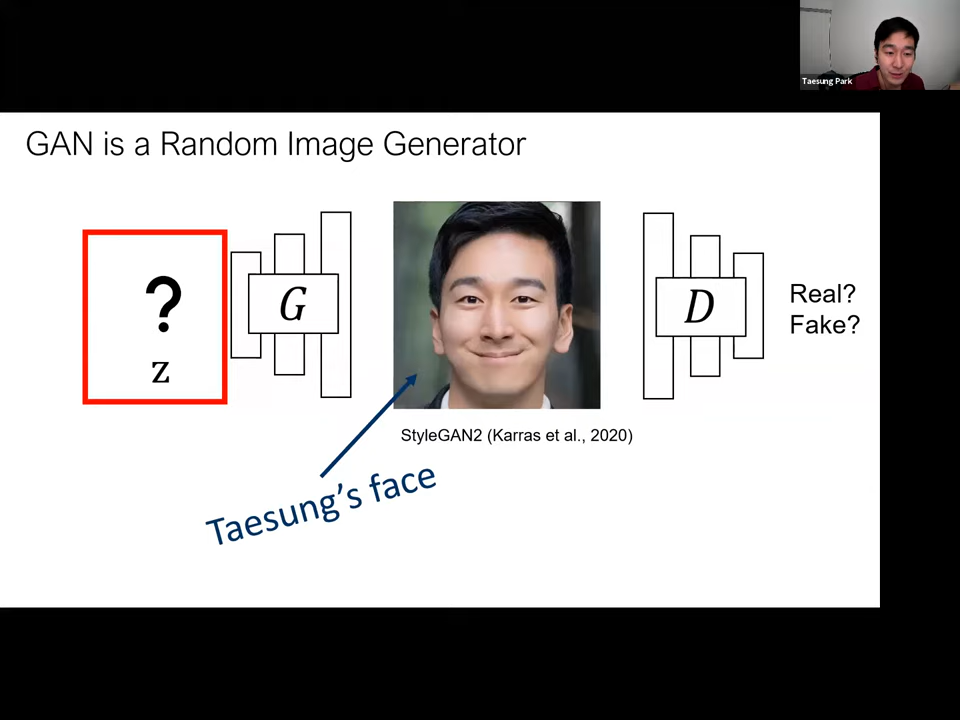 Taesung Park
GAN is a Random Image Generator
?
z
G
D
Real?
Fake?
StyleGAN2 (Karras et al., 2020)
Taesung's face